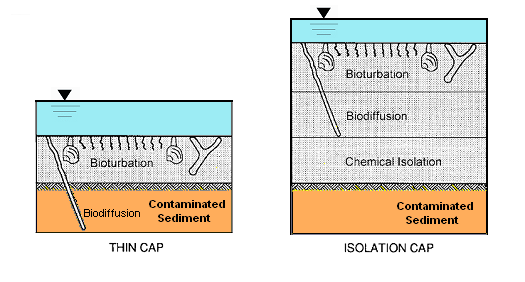 Bioturbation
Biodiffusion
Contaminated
Sediment
THIN CAP
Bioturbation
Biodiffusion
Chemical Isolation
Contaminated
Sediment
ISOLATION CAP